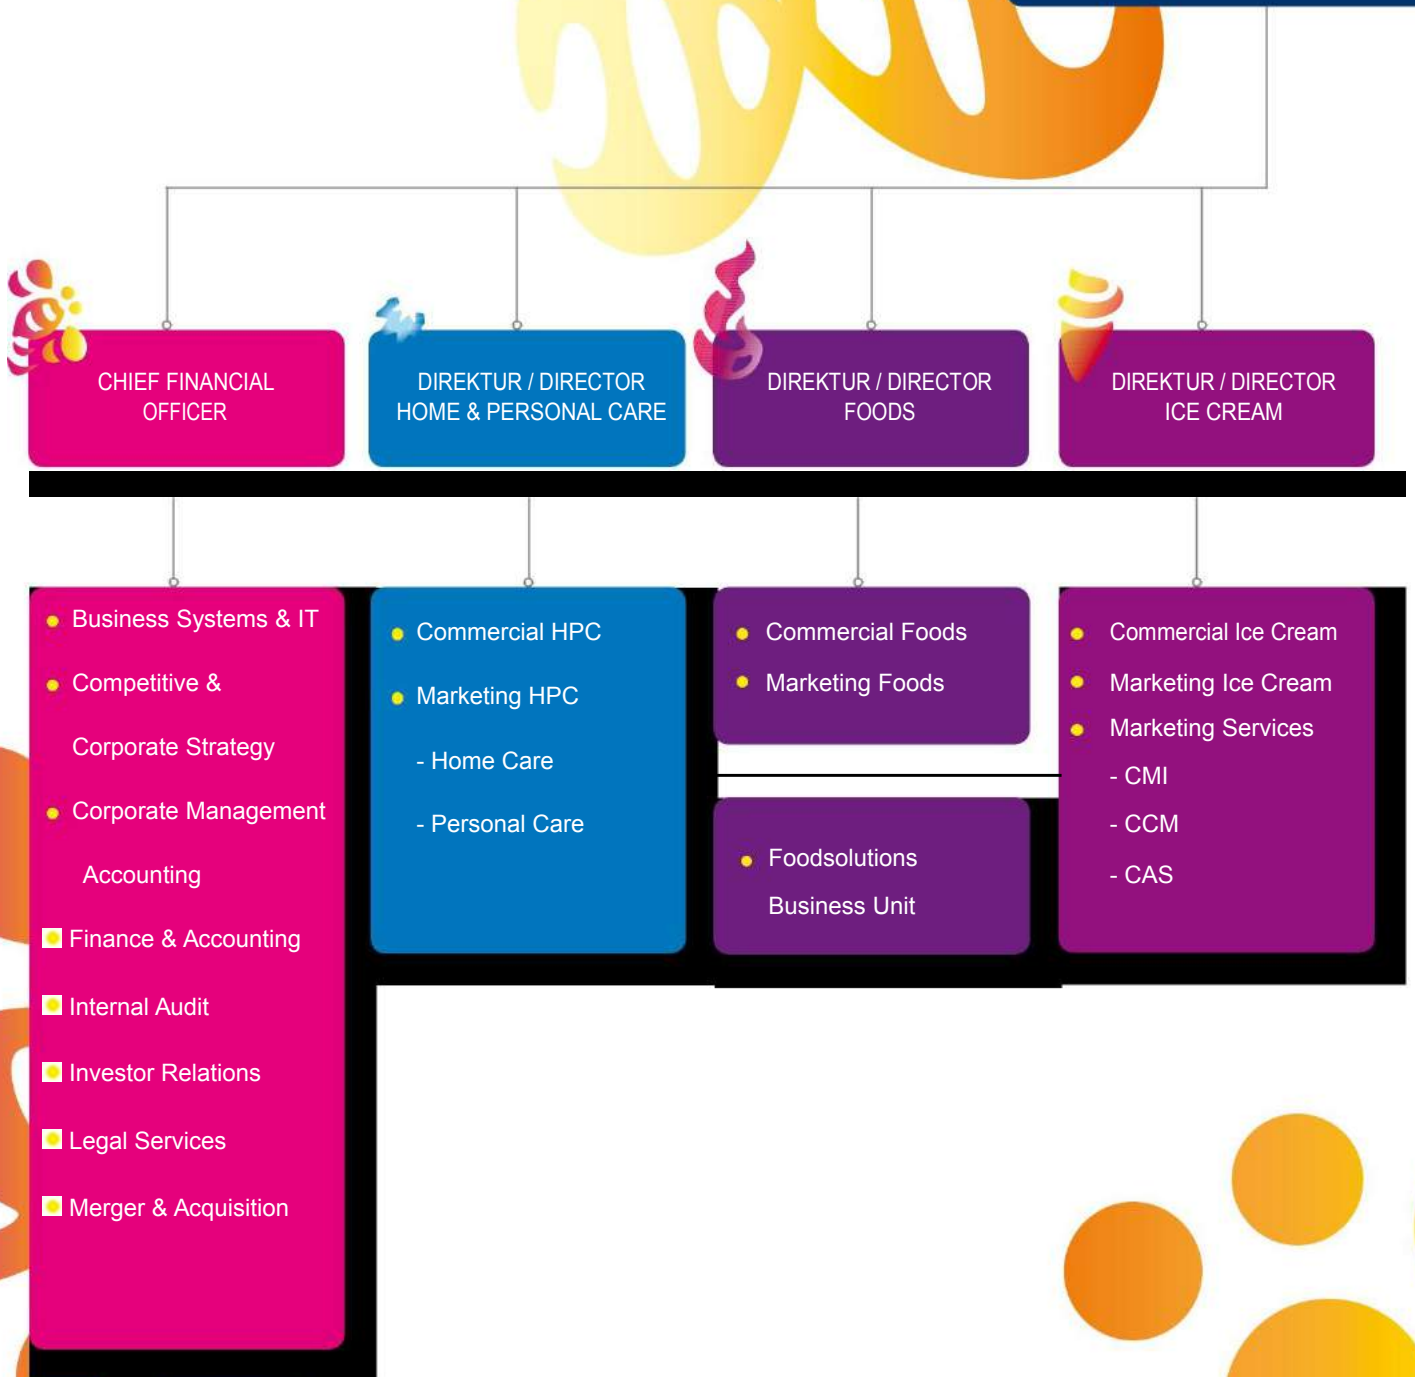 CHIEF FINANCIAL
OFFICER
DIREKTUR / DIRECTOR
HOME & PERSONAL CARE
DIREKTUR / DIRECTOR
FOODS
DIREKTUR / DIRECTOR
ICE CREAM
Business Systems & IT
Competitive &
Corporate Strategy
Corporate Management
Accounting
Finance & Accounting
Internal Audit
Investor Relations
Legal Services
Merger & Acquisition
Commercial HPC
Marketing HPC
- Home Care
- Personal Care
Commercial Foods
Marketing Foods
Foodsolutions
Business Unit
Commercial Ice Cream
Marketing Ice Cream
Marketing Services
- CMI
- CCM
- CAS